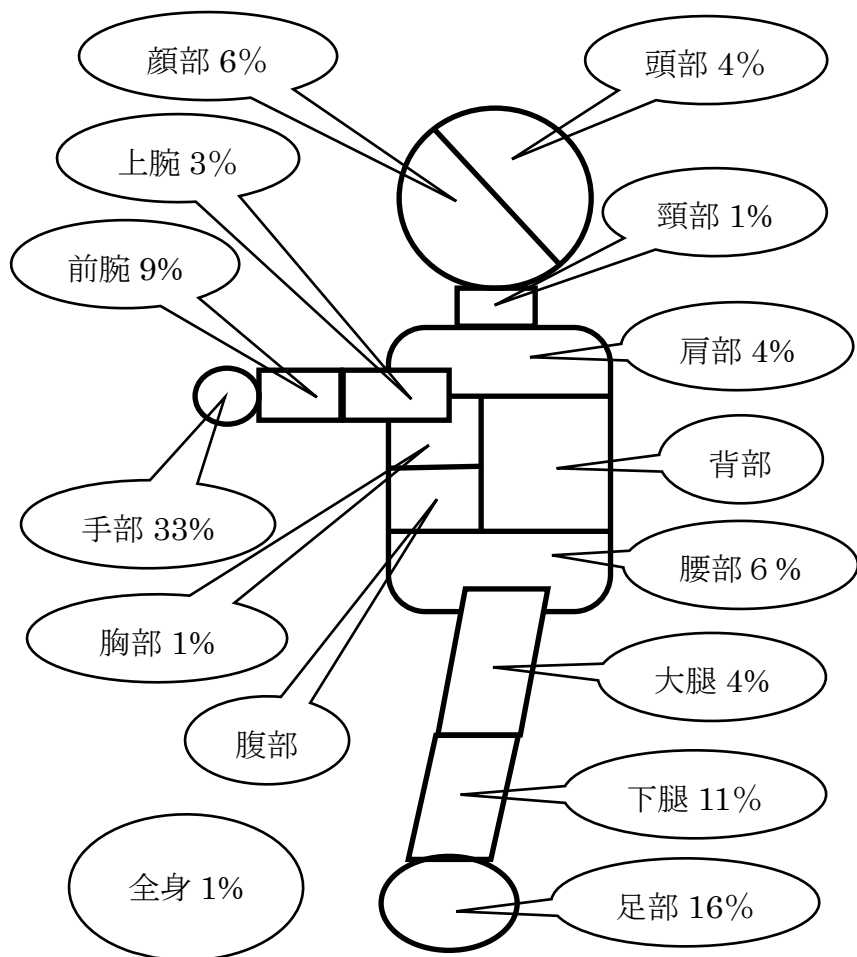 顔部 6%
頭部 4%
上腕 3%
頸部 1%
前腕 9%
肩部 4%
背部
手部 33%
腰部６%
胸部 1%
大腿 4%
腹部
下腿 11%
全身 1%
足部 16%